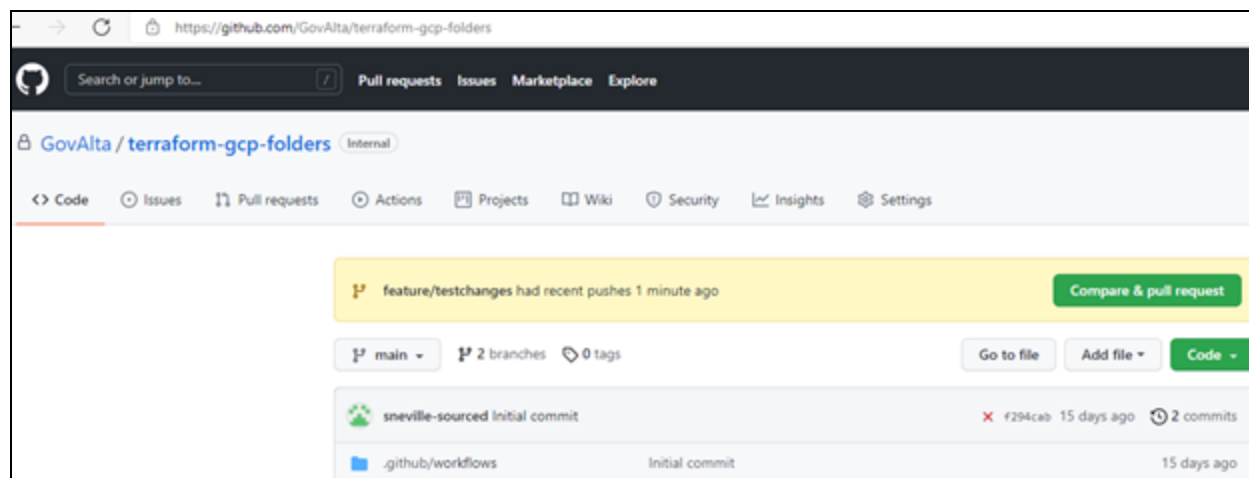 https://github.com/GovAlta/terraform-gcp-folders
Search or jump to... / Pull requests Issues Marketplace Explore
GovAlta / terraform-gcp-folders Internal
<> Code Issues Pull requests Actions Projects Wiki Security Insights Settings
feature/testchanges had recent pushes 1 minute ago Compare & pull request
main 2 branches 0 tags Go to file Add file Code
sneville-sourced Initial commit f294cab 15 days ago 2 commits
.github/workflows Initial commit 15 days ago